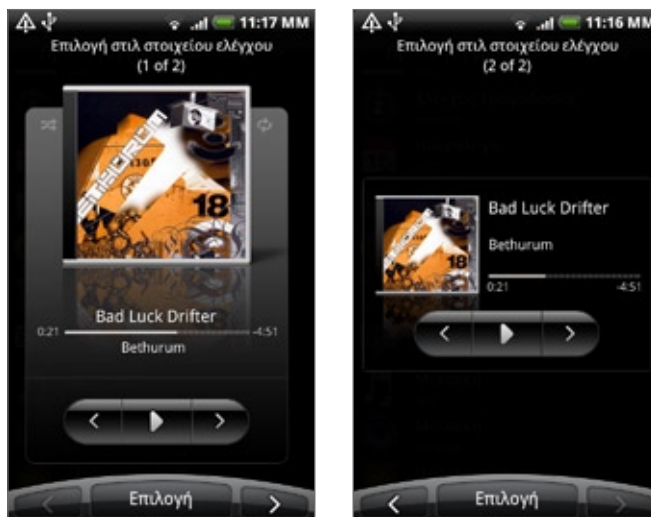 11:17 MM
Επιλογή στιλ στοιχείου ελέγχου
(1 of 2)
18
Bad Luck Drifter
0:21
-4:51
Bethurum
Επιλογή
11:16 MM
Επιλογή στιλ στοιχείου ελέγχου
(2 of 2)
18
Bad Luck Drifter
Bethurum
0:21
-4:51
Επιλογή